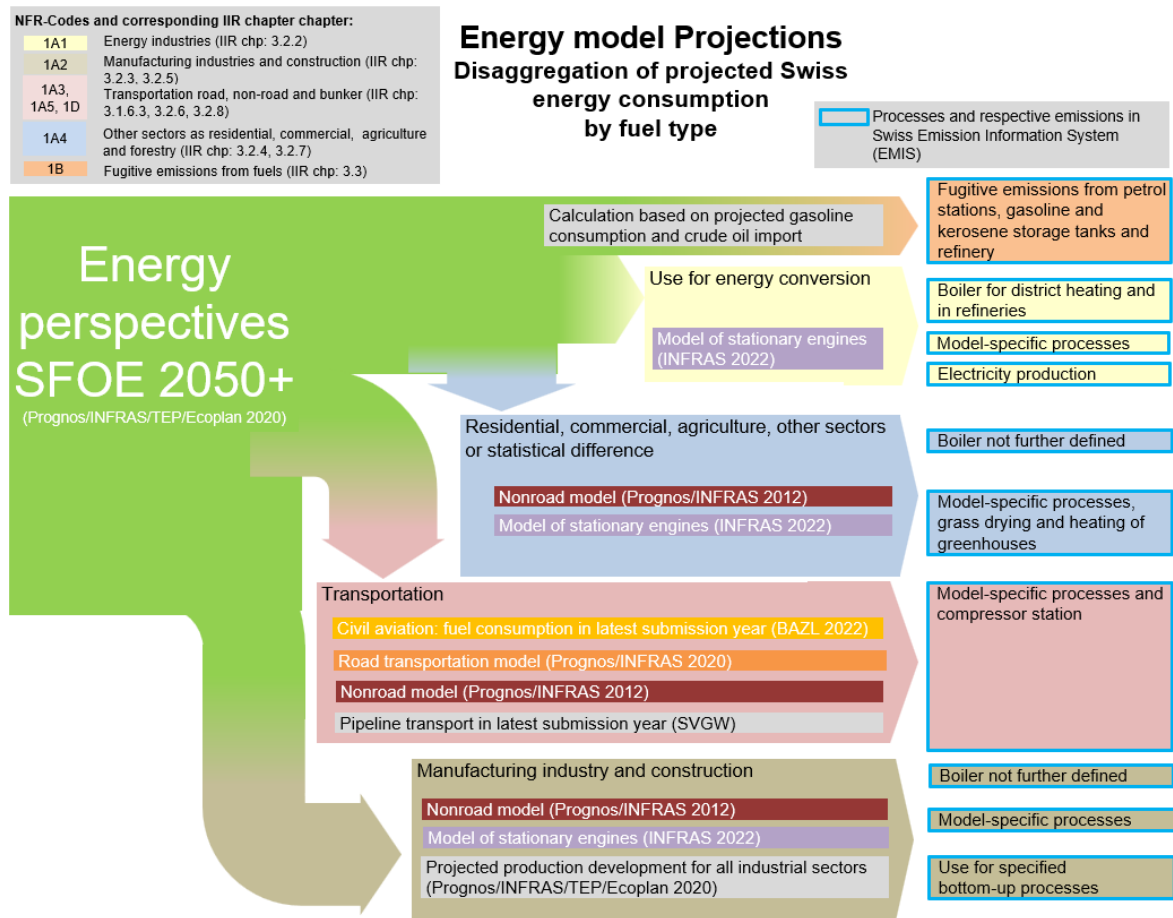 NFR-Codes and corresponding IIR chapter chapter:
1A1
Energy industries (IIR chp: 3.2.2)
1A2
Manufacturing industries and construction (IIR chp:
3.2.3, 3.2.5)
1A3,
1A5, 1D
Transportation road, non-road and bunker (IIR chp:
3.1.6.3, 3.2.6, 3.2.8)
1A4
Other sectors as residential, commercial, agriculture
and forestry (IIR chp: 3.2.4, 3.2.7)
1B
Fugitive emissions from fuels (IIR chp: 3.3)
Energy model Projections
Disaggregation of projected Swiss
energy consumption
by fuel type
Processes and respective emissions in
Swiss Emission Information System
(EMIS)
Energy
perspectives
SFOE 2050+
(Prognos/INFRAS/TEP/Ecoplan 2020)
Calculation based on projected gasoline
consumption and crude oil import
Fugitive emissions from petrol
stations, gasoline and
kerosene storage tanks and
refinery
Use for energy conversion
Model of stationary engines
(INFRAS 2022)
Boiler for district heating and
in refineries
Model-specific processes
Electricity production
Residential, commercial, agriculture, other sectors
or statistical difference
Nonroad model (Prognos/INFRAS 2012)
Model of stationary engines (INFRAS 2022)
Boiler not further defined
Model-specific processes,
grass drying and heating of
greenhouses
Transportation
Civil aviation: fuel consumption in latest submission year (BAZL 2022)
Road transportation model (Prognos/INFRAS 2020)
Nonroad model (Prognos/INFRAS 2012)
Pipeline transport in latest submission year (SVGW)
Model-specific processes and
compressor station
Manufacturing industry and construction
Nonroad model (Prognos/INFRAS 2012)
Model of stationary engines (INFRAS 2022)
Projected production development for all industrial sectors
(Prognos/INFRAS/TEP/Ecoplan 2020)
Boiler not further defined
Model-specific processes
Use for specified
bottom-up processes